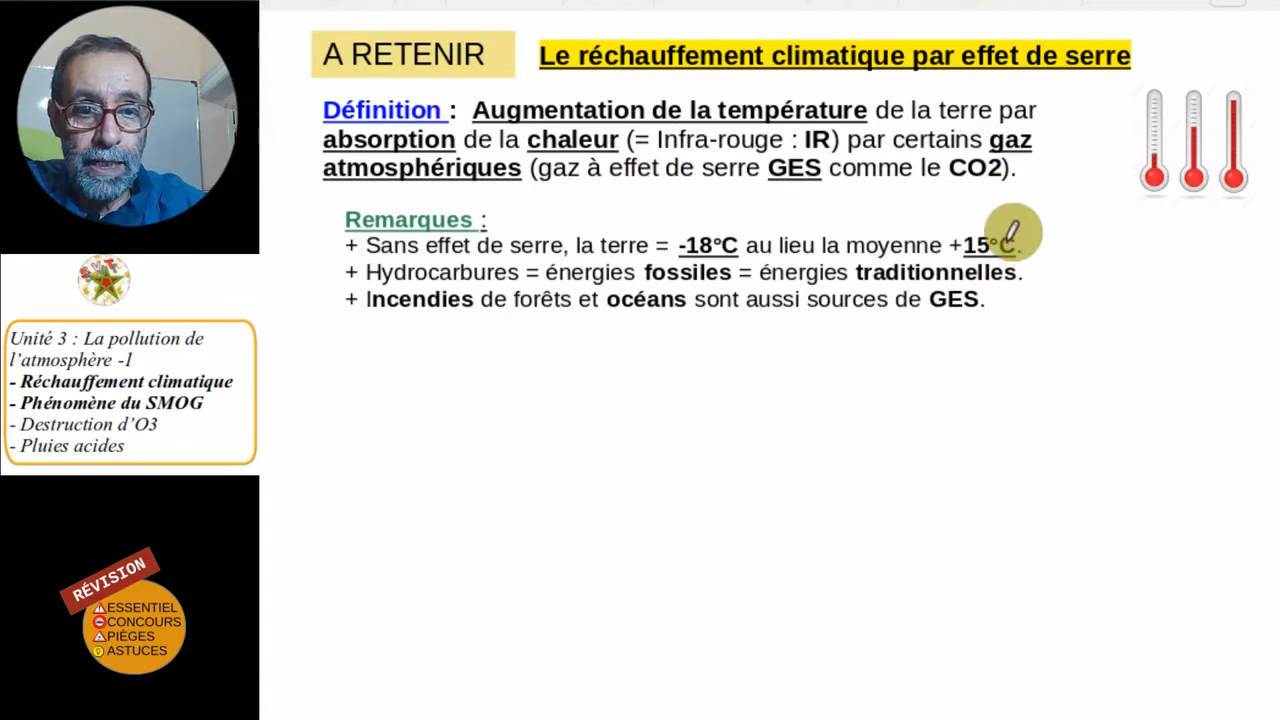 A RETENIR
Le réchauffement climatique par effet de serre
Définition : Augmentation de la température de la terre par
absorption de la chaleur (= Infra-rouge : IR) par certains gaz
atmosphériques (gaz à effet de serre GES comme le CO2).
Remarques :
+ Sans effet de serre, la terre = -18°C au lieu la moyenne +15°C.
+ Hydrocarbures = énergies fossiles = énergies traditionnelles.
+ Incendies de forêts et océans sont aussi sources de GES.
SVT
Unité 3 : La pollution de
l’atmosphère -1
- Réchauffement climatique
- Phénomène du SMOG
- Destruction d’O3
- Pluies acides
RÉVISION
ESSENTIEL
CONCOURS
PIÈGES
ASTUCES